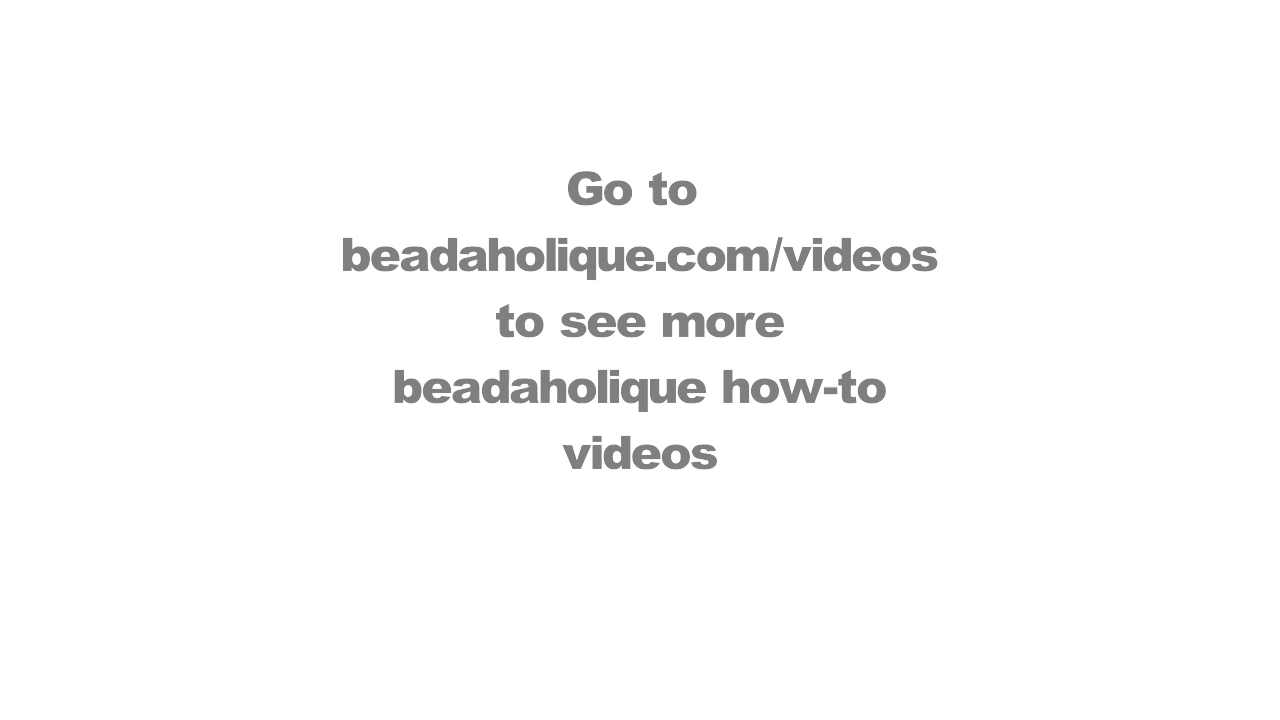 Go to
beadaholique.com/videos
to see more
beadaholique how-to
videos